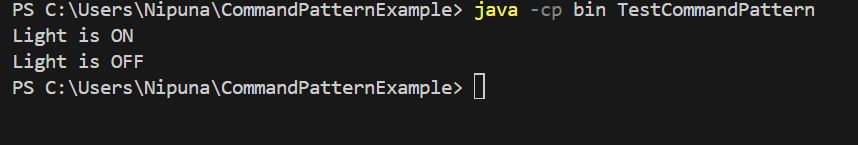 PS C:\Users\Nipuna\CommandPatternExample> java -cp bin TestCommandPattern
Light is ON
Light is OFF
PS C:\Users\Nipuna\CommandPatternExample>